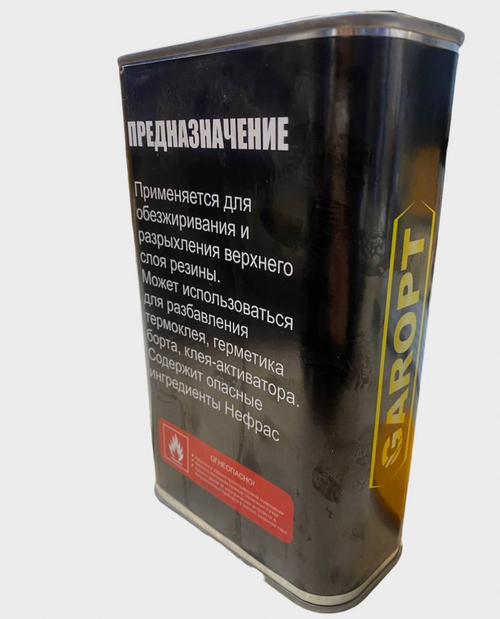 ПРЕДНАЗНАЧЕНИЕ
Применяется для
обезжиривания и
разрыхления верхнего
слоя резины.
Может использоваться
для разбавления
термоклея, герметика
борта, клея-активатора.
Содержит опасные
ингредиенты Нефрас
ОГНЕОПАСНО!
GAROPT